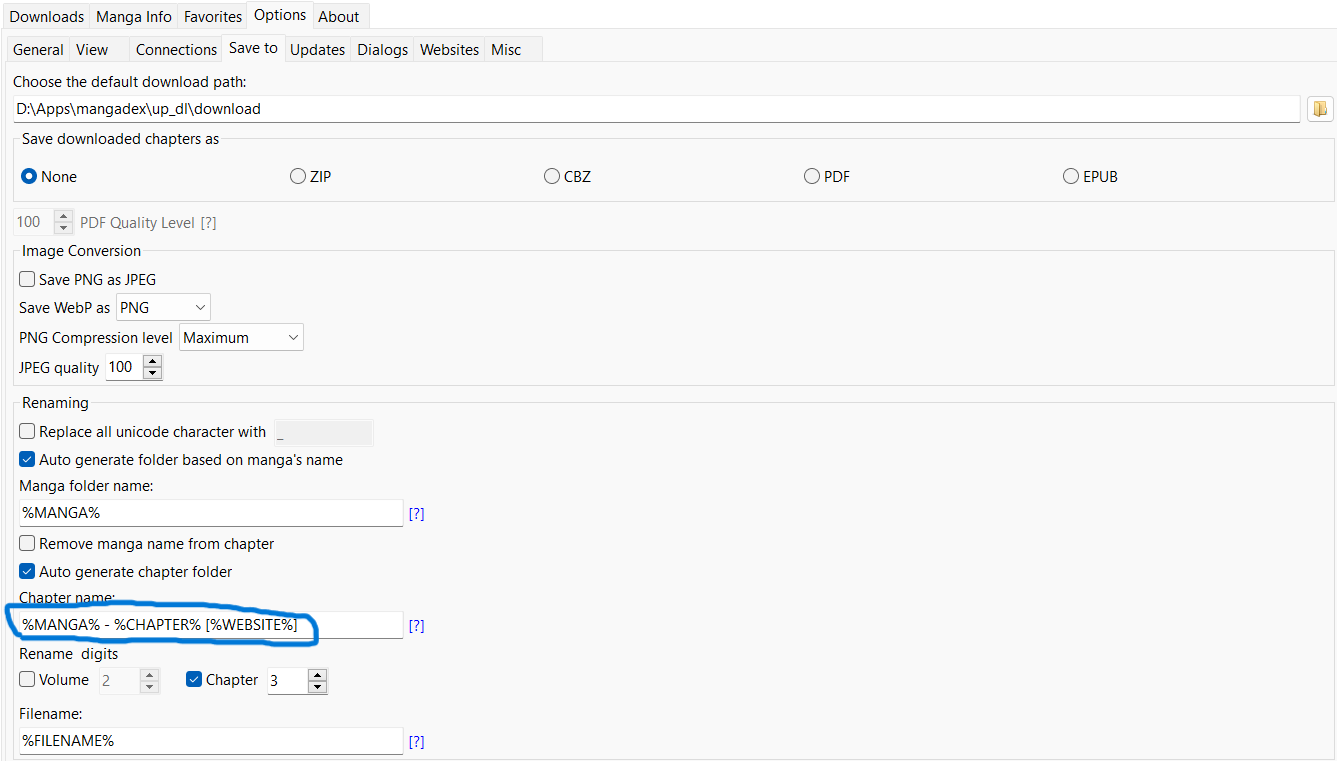 Downloads Manga Info Favorites Options About
General View Connections Save to Updates Dialogs Websites Misc
Choose the default download path:
D:\Apps\mangadex\up_dl\download
Save downloaded chapters as
None ZIP CBZ PDF EPUB
100 PDF Quality Level [?]
Image Conversion
Save PNG as JPEG
Save WebP as PNG
PNG Compression level Maximum
JPEG quality 100
Renaming
Replace all unicode character with _
Auto generate folder based on manga's name
Manga folder name:
%MANGA% [?]
Remove manga name from chapter
Auto generate chapter folder
Chapter name:
%MANGA% - %CHAPTER% [%WEBSITE%] [?]
Rename digits
Volume 2 Chapter 3
Filename:
%FILENAME% [?]